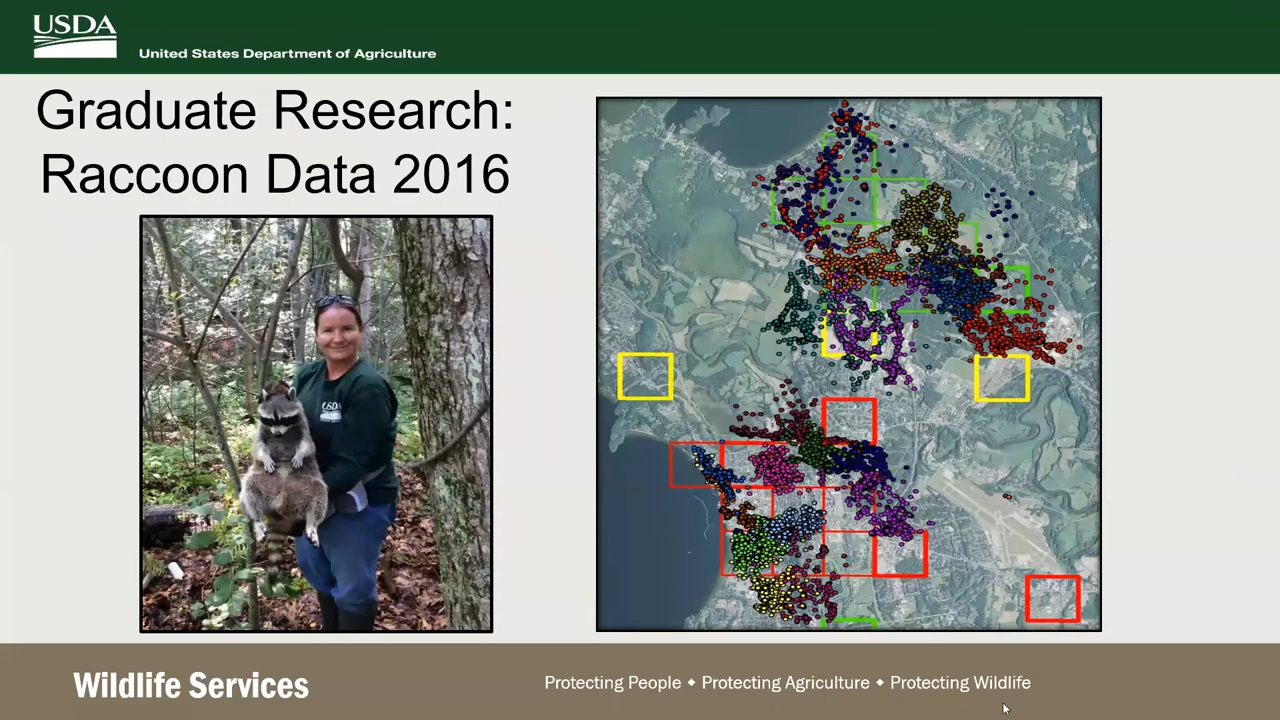 USDA
United States Department of Agriculture
Graduate Research:
Raccoon Data 2016
USDA
Wildlife Services
Protecting People ◆ Protecting Agriculture ◆ Protecting Wildlife